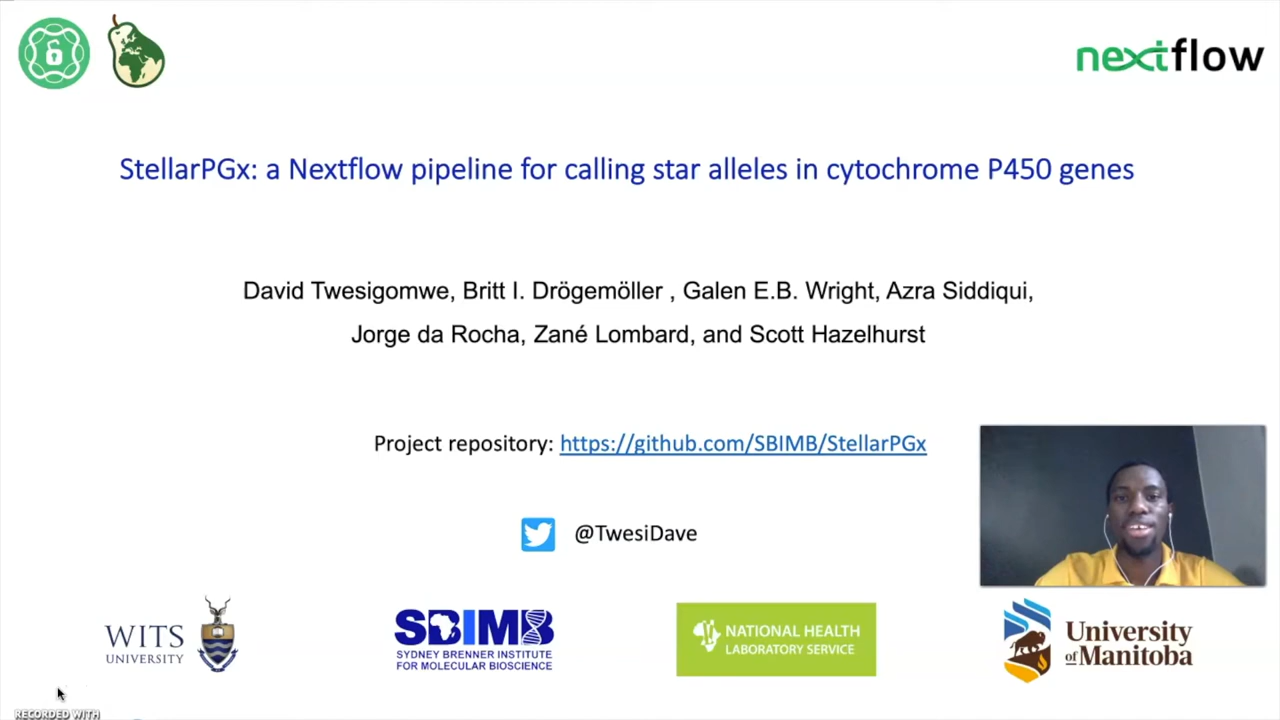 nextflow
StellarPGx: a Nextflow pipeline for calling star alleles in cytochrome P450 genes
David Twesigomwe, Britt I. Drögemöller , Galen E.B. Wright, Azra Siddiqui,
Jorge da Rocha, Zané Lombard, and Scott Hazelhurst
Project repository: https://github.com/SBIMB/StellarPGx
@TwesiDave
WITS
UNIVERSITY
SBIMB
SYDNEY BRENNER INSTITUTE
FOR MOLECULAR BIOSCIENCE
NATIONAL HEALTH
LABORATORY SERVICE
University
of Manitoba
RECORDED WITH